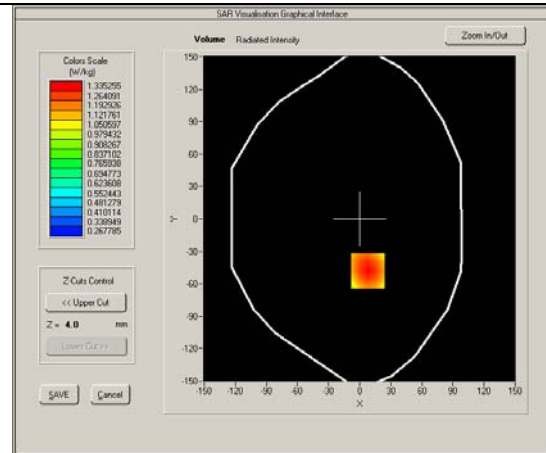 SAR Visualisation Graphical Interface
Volume Radiated Intensity
Zoom In/Out
Colors Scale
(W/kg)
1.335255
1.264091
1.192926
1.121761
1.050597
0.979432
0.908267
0.837102
0.765938
0.694773
0.623608
0.552443
0.481279
0.410114
0.338949
0.267785
Z Cuts Control
<< Upper Cut
Z = 4.0 mm
Lower Cut >>
SAVE
Cancel
150
120
90
60
30
0
-30
-60
-90
-120
-150
Y
-150 -120 -90 -60 -30 0 30 60 90 120 150
X